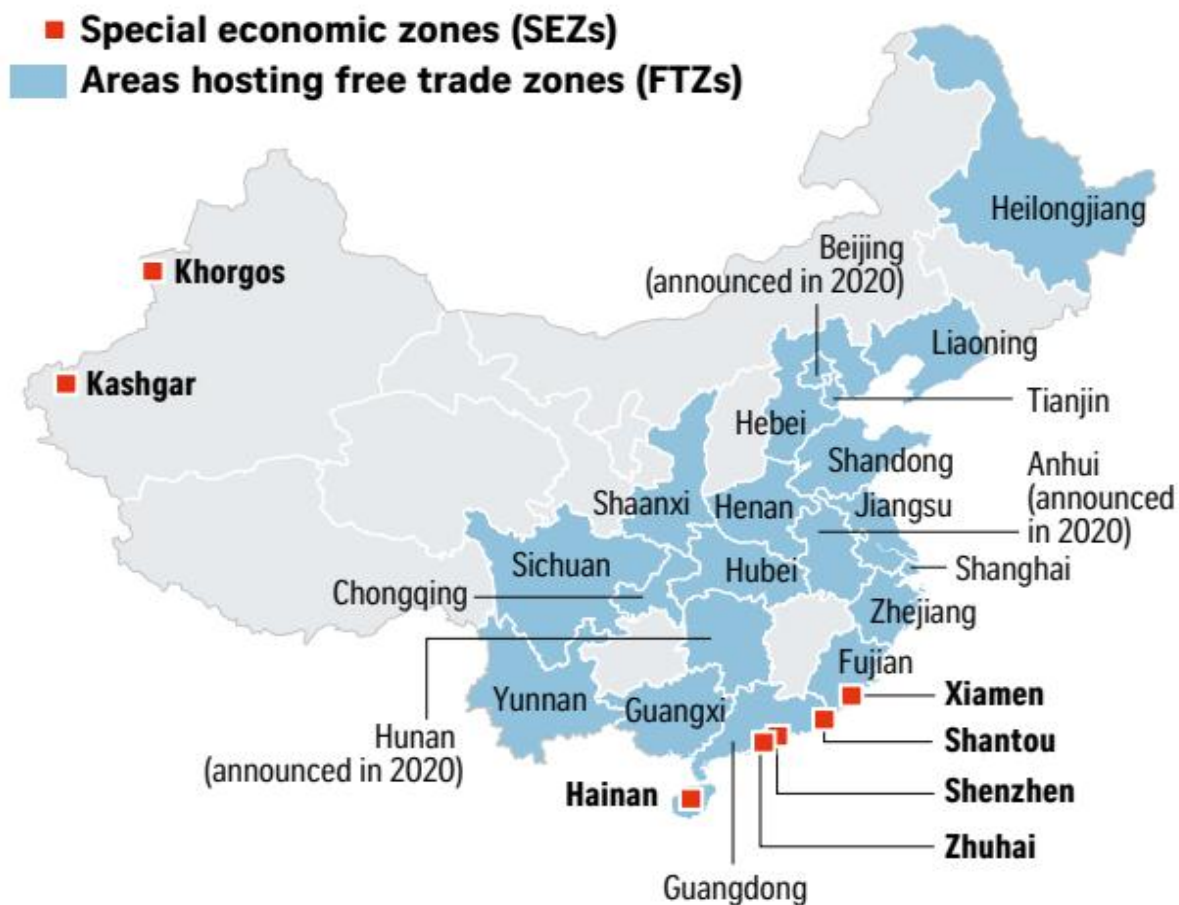 Special economic zones (SEZs)
Areas hosting free trade zones (FTZs)
Heilongjiang
Beijing
(announced in 2020)
Khorgos
Liaoning
Kashgar
Tianjin
Hebei
Shandong
Anhui
(announced
in 2020)
Shaanxi
Henan
Jiangsu
Sichuan
Hubei
Shanghai
Chongqing
Zhejiang
Fujian
Yunnan
Guangxi
Xiamen
Hunan
(announced in 2020)
Shantou
Hainan
Shenzhen
Zhuhai
Guangdong